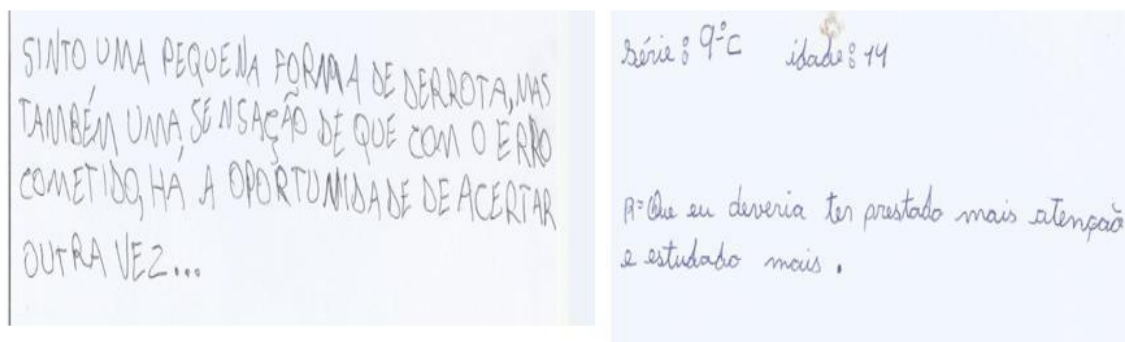 SINTO UMA PEQUENA FORMA DE DERROTA, MAS
TAMBÉM UMA SENSAÇÃO DE QUE COM O ERRO
COMETIDO, HÁ A OPORTUNIDADE DE ACERTAR
OUTRA VEZ...
Série: 9ºC idade: 14
R= Que eu deveria ter prestado mais atenção
e estudado mais.